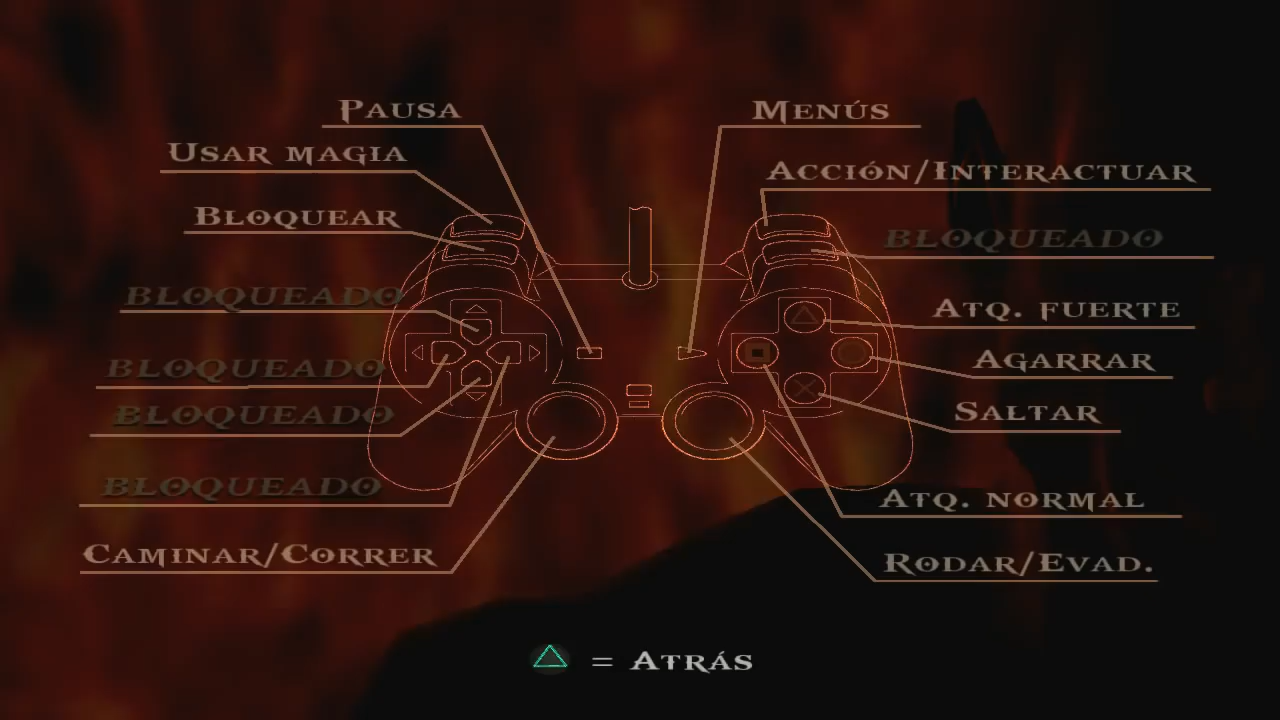 Pausa
Usar magia
Bloquear
Bloqueado
Bloqueado
Bloqueado
Bloqueado
Caminar/Correr
Menús
Acción/Interactuar
Bloqueado
Atq. fuerte
Agarrar
Saltar
Atq. normal
Rodar/Evad.
= Atrás